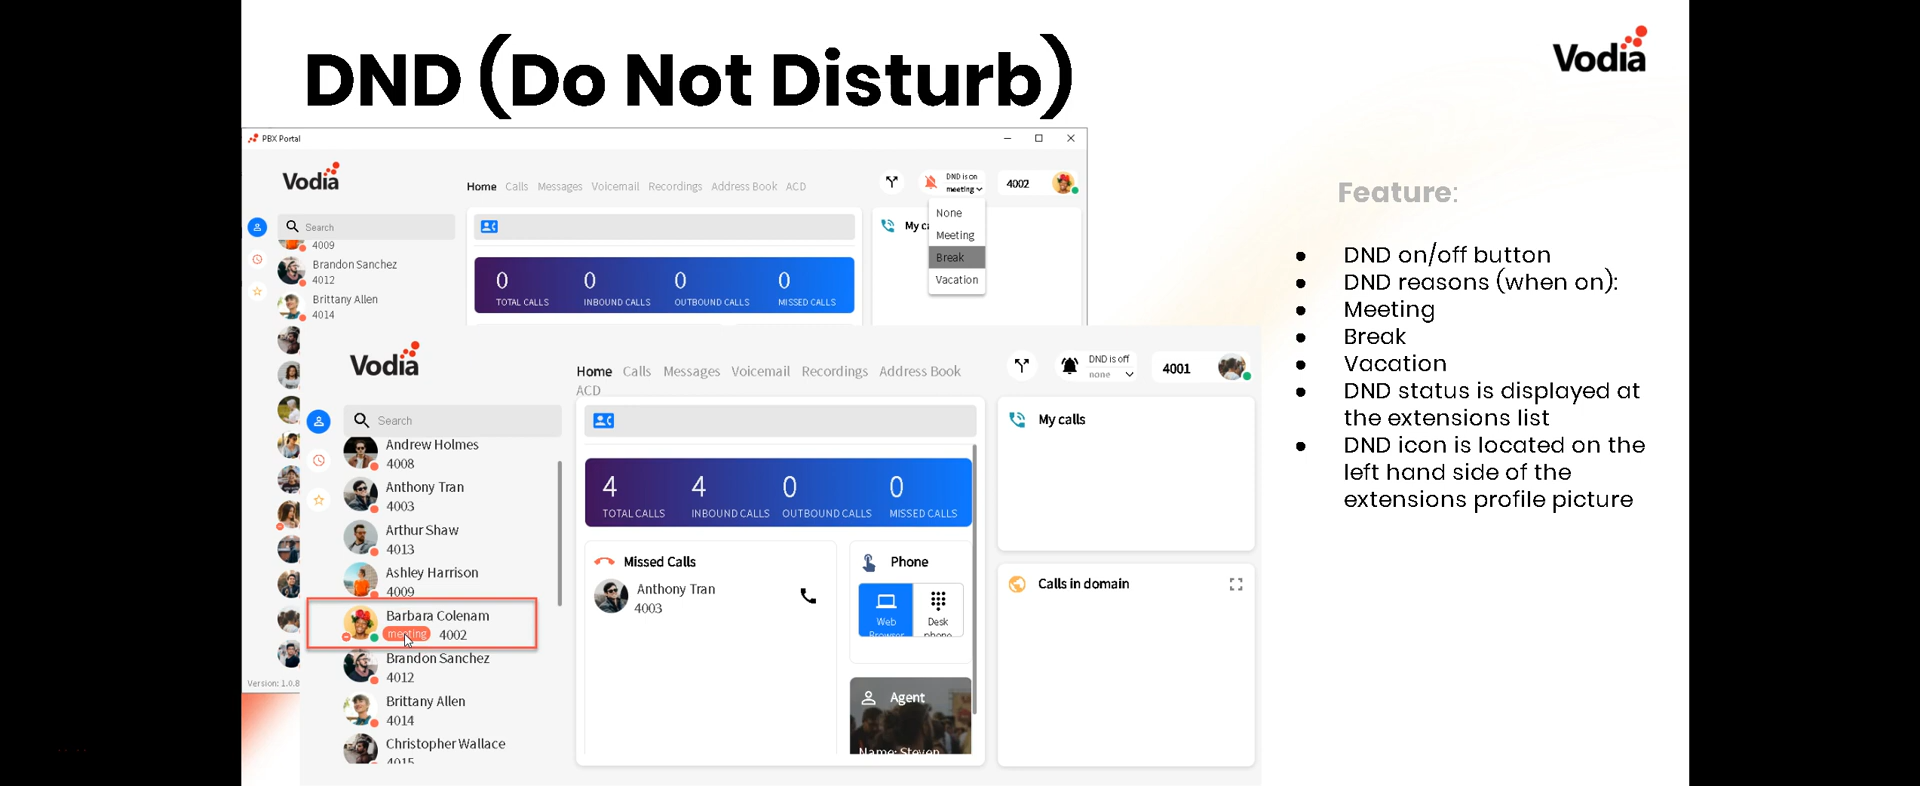 DND (Do Not Disturb)
Vodia
PBX Portal
Vodia
Home Calls Messages Voicemail Recordings Address Book ACD
DND is on
meeting
4002
Search
4009
Brandon Sanchez
4012
Brittany Allen
4014
0 0 0 0
TOTAL CALLS INBOUND CALLS OUTBOUND CALLS MISSED CALLS
My ca
None
Meeting
Break
Vacation
Version: 1.0.8
Vodia
Home Calls Messages Voicemail Recordings Address Book
ACD
DND is off
none
4001
Search
Andrew Holmes
4008
Anthony Tran
4003
Arthur Shaw
4013
Ashley Harrison
4009
Barbara Colenam
meeting 4002
Brandon Sanchez
4012
Brittany Allen
4014
Christopher Wallace
4015
4 4 0 0
TOTAL CALLS INBOUND CALLS OUTBOUND CALLS MISSED CALLS
Missed Calls
Anthony Tran
4003
Phone
Web Desk
Browser phone
Agent
Name: Steven
My calls
Calls in domain
Feature:
● DND on/off button
● DND reasons (when on):
● Meeting
● Break
● Vacation
● DND status is displayed at
the extensions list
● DND icon is located on the
left hand side of the
extensions profile picture